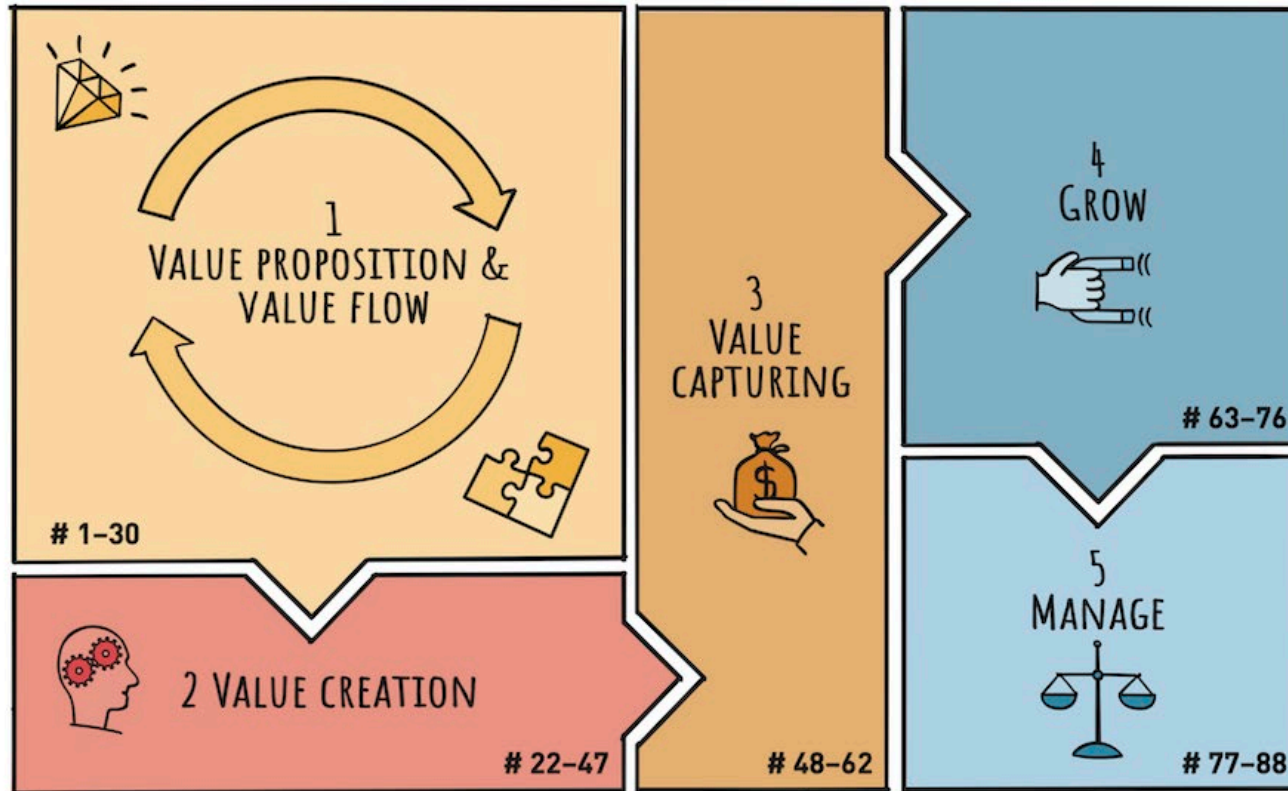 1
VALUE PROPOSITION &
VALUE FLOW
# 1–30
2 VALUE CREATION
# 22–47
3
VALUE
CAPTURING
$
# 48–62
4
GROW
# 63–76
5
MANAGE
# 77–88